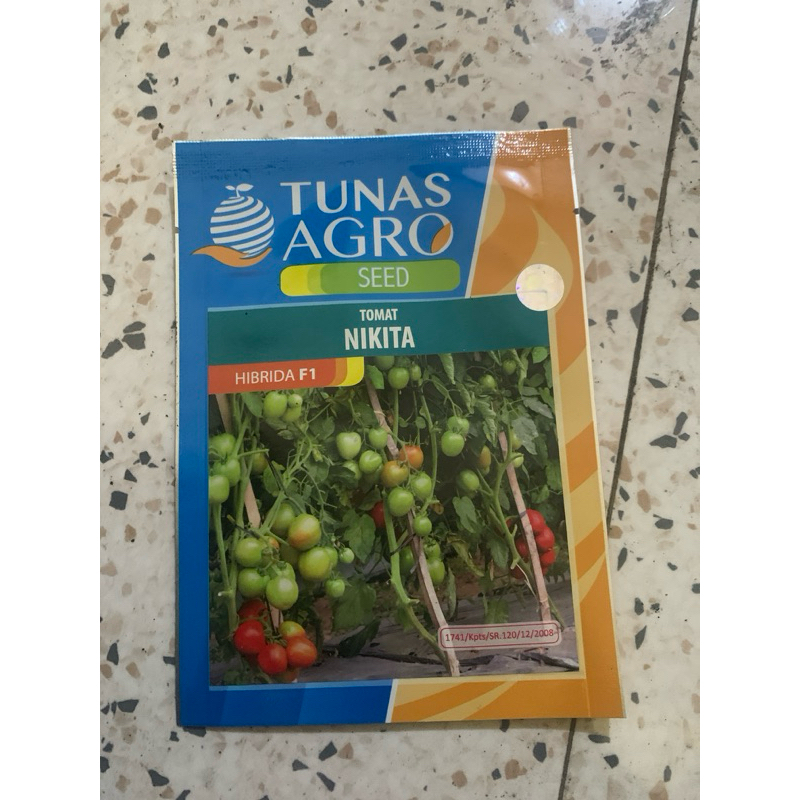 TUNAS
AGRO
SEED
TOMAT
NIKITA
HIBRIDA F1
1741/Kpts/SR.120/12/2008